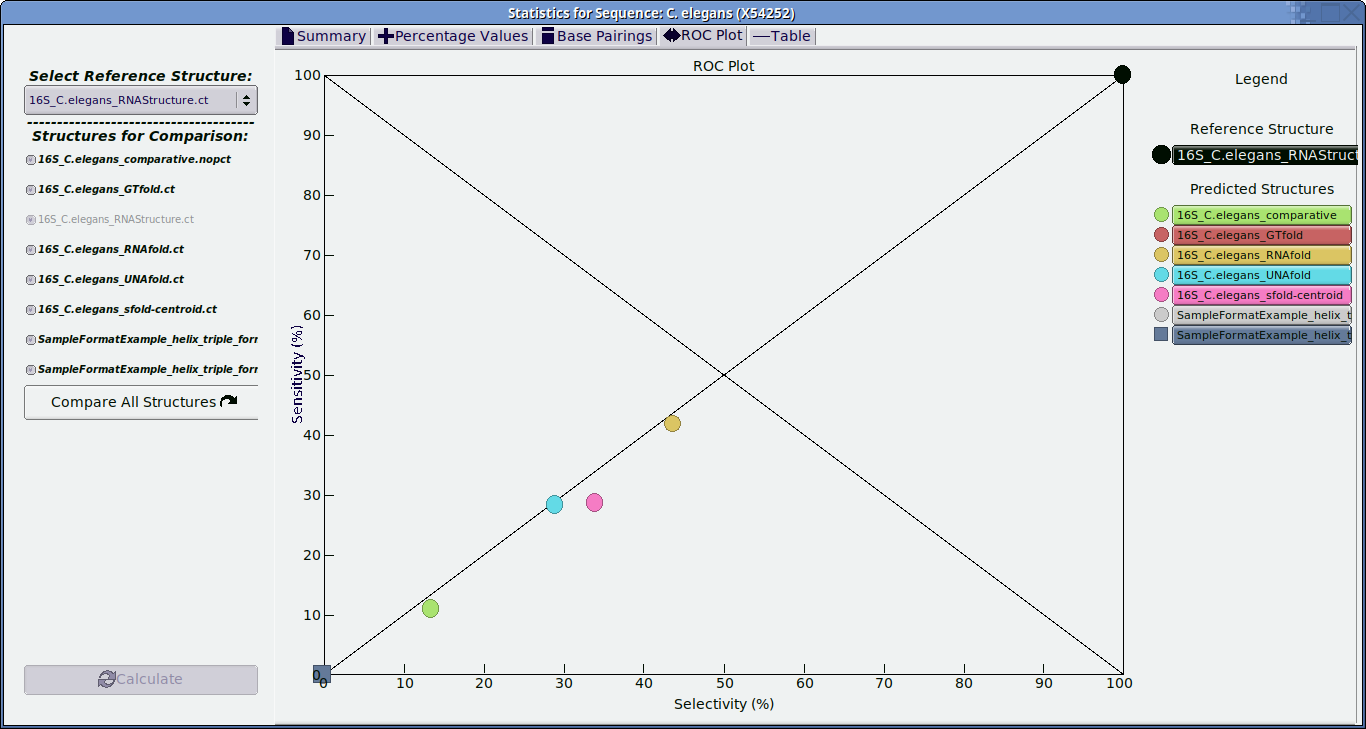 Statistics for Sequence: C. elegans (X54252)
Summary Percentage Values Base Pairings ROC Plot Table
Select Reference Structure:
16S_C.elegans_RNAStructure.ct
Structures for Comparison:
16S_C.elegans_comparative.nopct
16S_C.elegans_GTfold.ct
16S_C.elegans_RNAStructure.ct
16S_C.elegans_RNAfold.ct
16S_C.elegans_UNAfold.ct
16S_C.elegans_sfold-centroid.ct
SampleFormatExample_helix_triple_forr
SampleFormatExample_helix_triple_forr
Compare All Structures
Calculate
ROC Plot
100
90
80
70
60
50
40
30
20
10
0
Sensitivity (%)
0 10 20 30 40 50 60 70 80 90 100
Selectivity (%)
Legend
Reference Structure
16S_C.elegans_RNAStruct
Predicted Structures
16S_C.elegans_comparative
16S_C.elegans_GTfold
16S_C.elegans_RNAfold
16S_C.elegans_UNAfold
16S_C.elegans_sfold-centroid
SampleFormatExample_helix_t
SampleFormatExample_helix_t